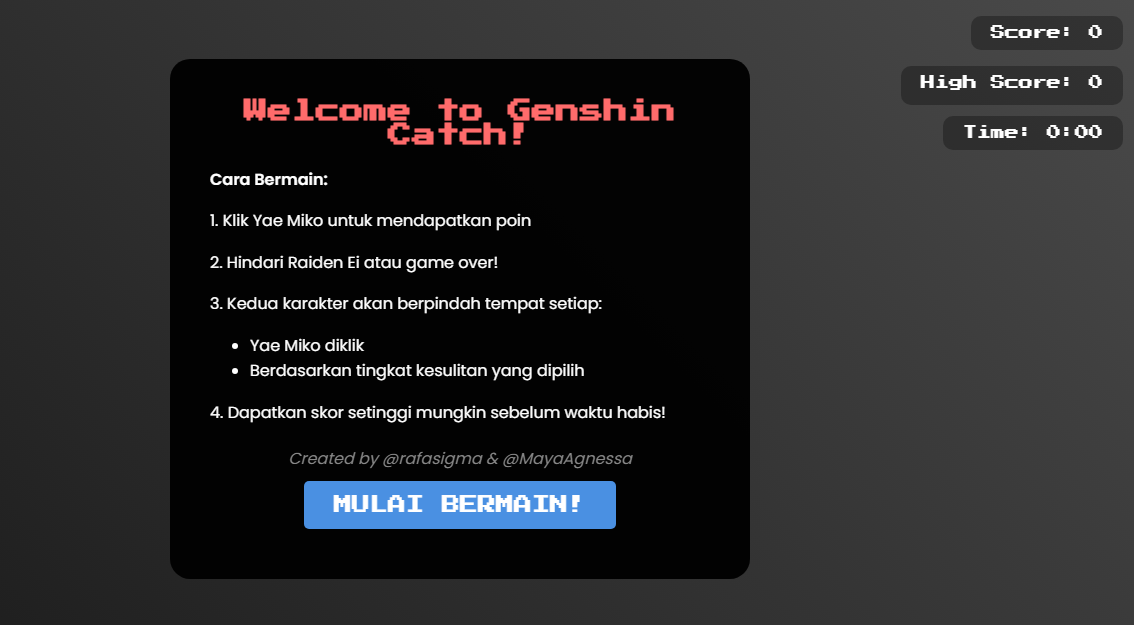 Score: 0
High Score: 0
Time: 0:00
Welcome to Genshin
Catch!
Cara Bermain:
1. Klik Yae Miko untuk mendapatkan poin
2. Hindari Raiden Ei atau game over!
3. Kedua karakter akan berpindah tempat setiap:
• Yae Miko diklik
• Berdasarkan tingkat kesulitan yang dipilih
4. Dapatkan skor setinggi mungkin sebelum waktu habis!
Created by @rafasigma & @MayaAgnessa
MULAI BERMAIN!